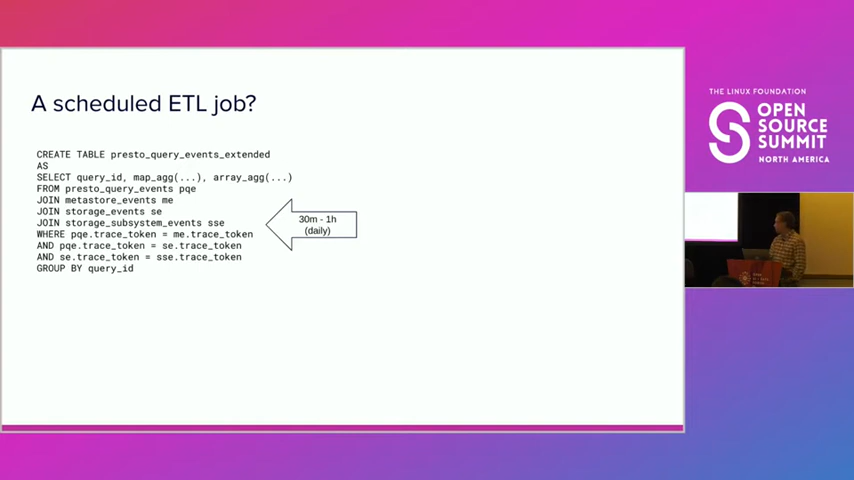 A scheduled ETL job?
CREATE TABLE presto_query_events_extended
AS
SELECT query_id, map_agg(...), array_agg(...)
FROM presto_query_events pqe
JOIN metastore_events me
JOIN storage_events se
JOIN storage_subsystem_events sse
WHERE pqe.trace_token = me.trace_token
AND pqe.trace_token = se.trace_token
AND se.trace_token = sse.trace_token
GROUP BY query_id
30m - 1h
(daily)
THE LINUX FOUNDATION
OPEN
SOURCE
SUMMIT
NORTH AMERICA